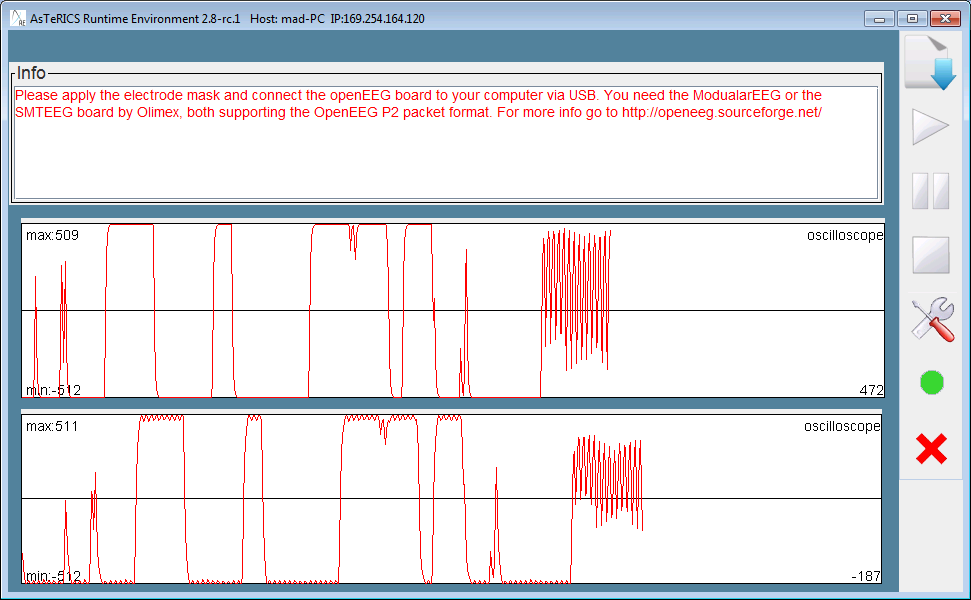 AsTeRICS Runtime Environment 2.8-rc.1 Host: mad-PC IP:169.254.164.120
Info
Please apply the electrode mask and connect the openEEG board to your computer via USB. You need the ModualarEEG or the
SMTEEG board by Olimex, both supporting the OpenEEG P2 packet format. For more info go to http://openeeg.sourceforge.net/
max:509 oscilloscope
min:-512 472
max:511 oscilloscope
min:-512 -187